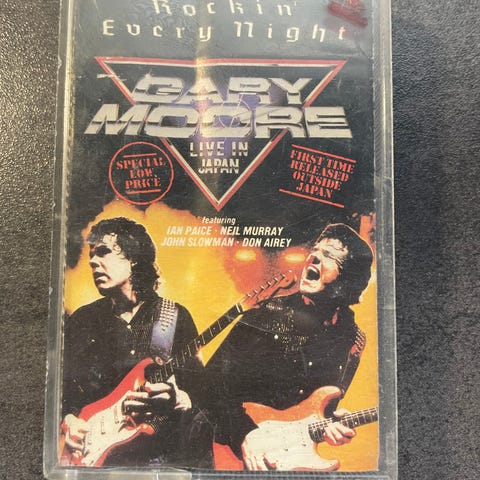 Rockin'
Every Night
GARY
MOORE
LIVE IN
JAPAN
SPECIAL
LOW
PRICE
FIRST TIME
RELEASED
OUTSIDE
JAPAN
featuring
IAN PAICE · NEIL MURRAY
JOHN SLOWMAN · DON AIREY